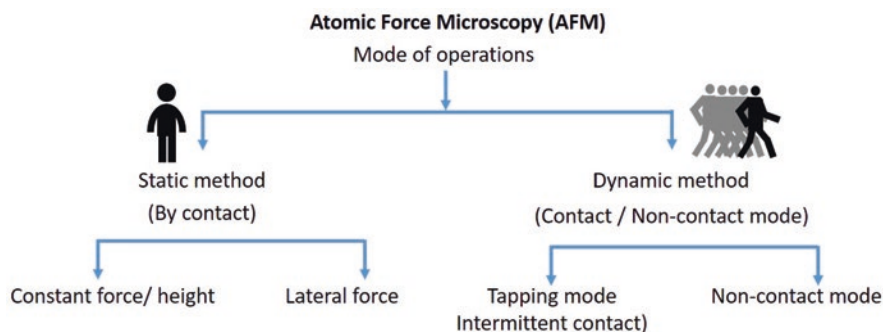 Atomic Force Microscopy (AFM)
Mode of operations
Static method
(By contact)
Dynamic method
(Contact / Non-contact mode)
Constant force/ height
Lateral force
Tapping mode
Intermittent contact)
Non-contact mode